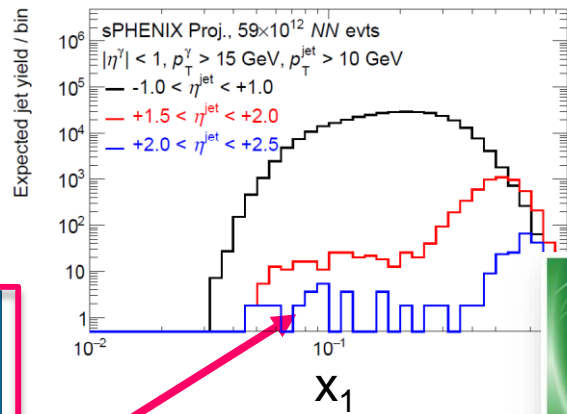 sPHENIX Proj., 59×10¹² NN evts
|η^γ| < 1, p_T^γ > 15 GeV, p_T^jet > 10 GeV
-1.0 < η^jet < +1.0
+1.5 < η^jet < +2.0
+2.0 < η^jet < +2.5
Expected jet yield / bin
10⁶
10⁵
10⁴
10³
10²
10
1
10⁻²
10⁻¹
x₁